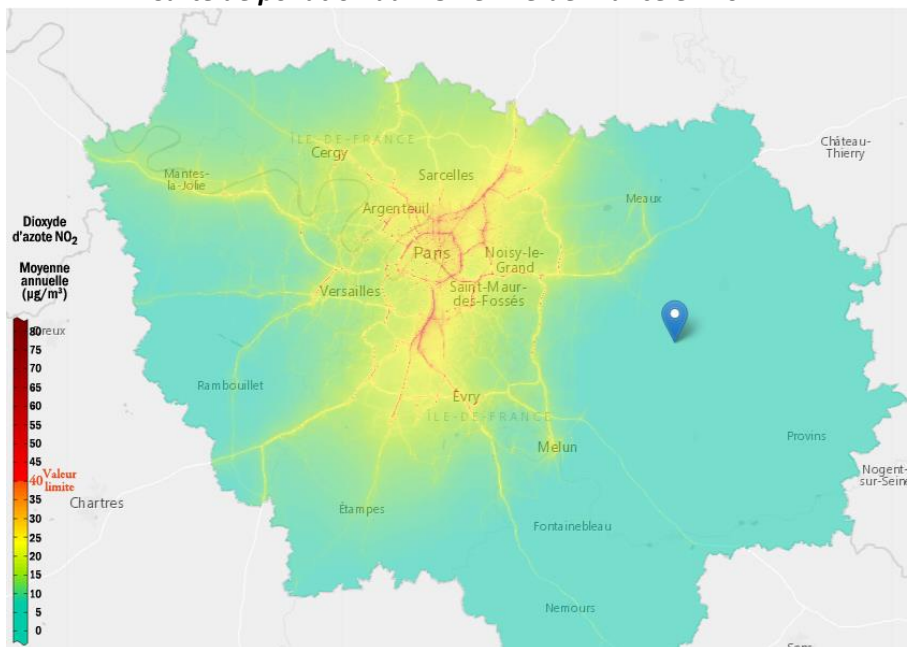 Château-
Thierry
ÎLE-DE-FRANCE
Cergy
Mantes-
la-Jolie
Sarcelles
Meaux
Argenteuil
Dioxyde
d'azote NO₂
Moyenne
annuelle
(µg/m³)
Paris
Noisy-le-
Grand
Versailles
Saint-Maur-
des-Fossés
80
75
70
65
60
55
50
45
40 Valeur
limite
35
30
25
20
15
10
5
0
reux
Rambouillet
Évry
ÎLE-DE-FRANCE
Melun
Provins
Nogent-
sur-Seine
Chartres
Étampes
Fontainebleau
Nemours